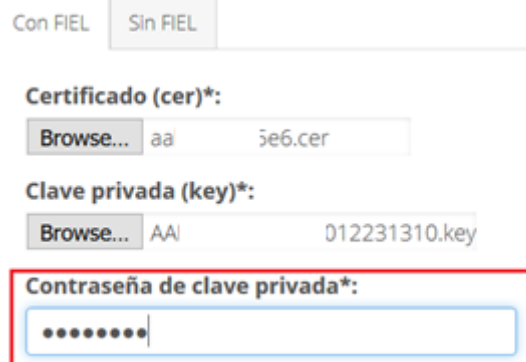 Con FIEL Sin FIEL
Certificado (cer)*:
Browse... aa 5e6.cer
Clave privada (key)*:
Browse... AA 012231310.key
Contraseña de clave privada*:
••••••••